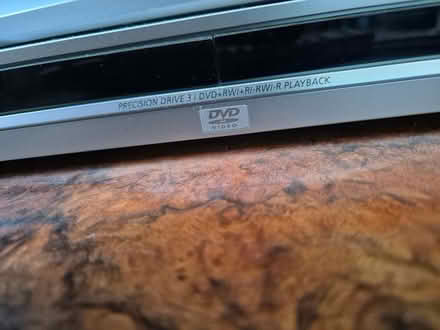 PRECISION DRIVE 3 / DVD+RW/+R/-RW/-R PLAYBACK
DVD
VIDEO